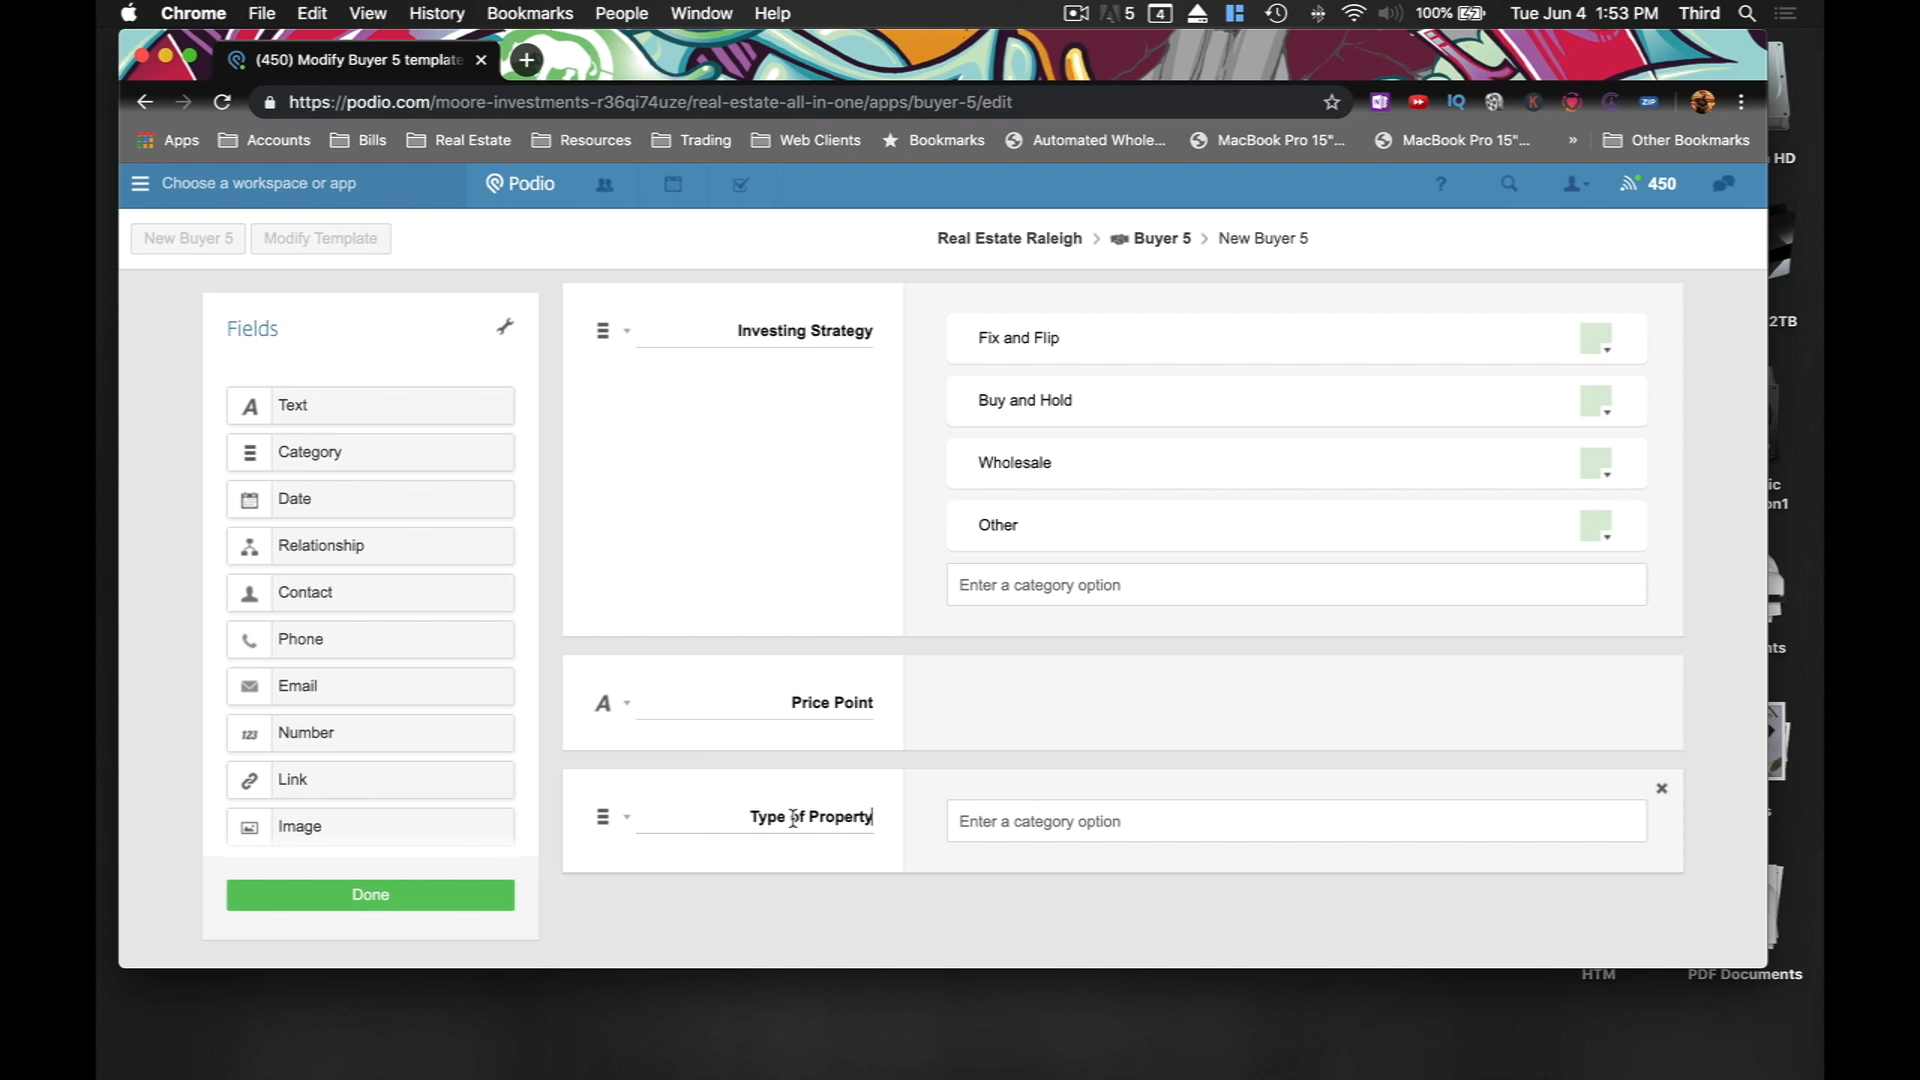 Chrome File Edit View History Bookmarks People Window Help 5 4 100% Tue Jun 4 1:53 PM Third
(450) Modify Buyer 5 template
https://podio.com/moore-investments-r36qi74uze/real-estate-all-in-one/apps/buyer-5/edit
IQ K ZIP
Apps Accounts Bills Real Estate Resources Trading Web Clients Bookmarks Automated Whole... MacBook Pro 15"... MacBook Pro 15"... » Other Bookmarks
HD
Choose a workspace or app Podio ? 450
New Buyer 5 Modify Template Real Estate Raleigh > Buyer 5 > New Buyer 5
Fields
Investing Strategy
Fix and Flip
2TB
Text
Buy and Hold
Category
Wholesale
Date
Other
Relationship
Enter a category option
Contact
Phone
Email
Price Point
Number
Link
Type of Property
Enter a category option
Image
Done
HTM PDF Documents